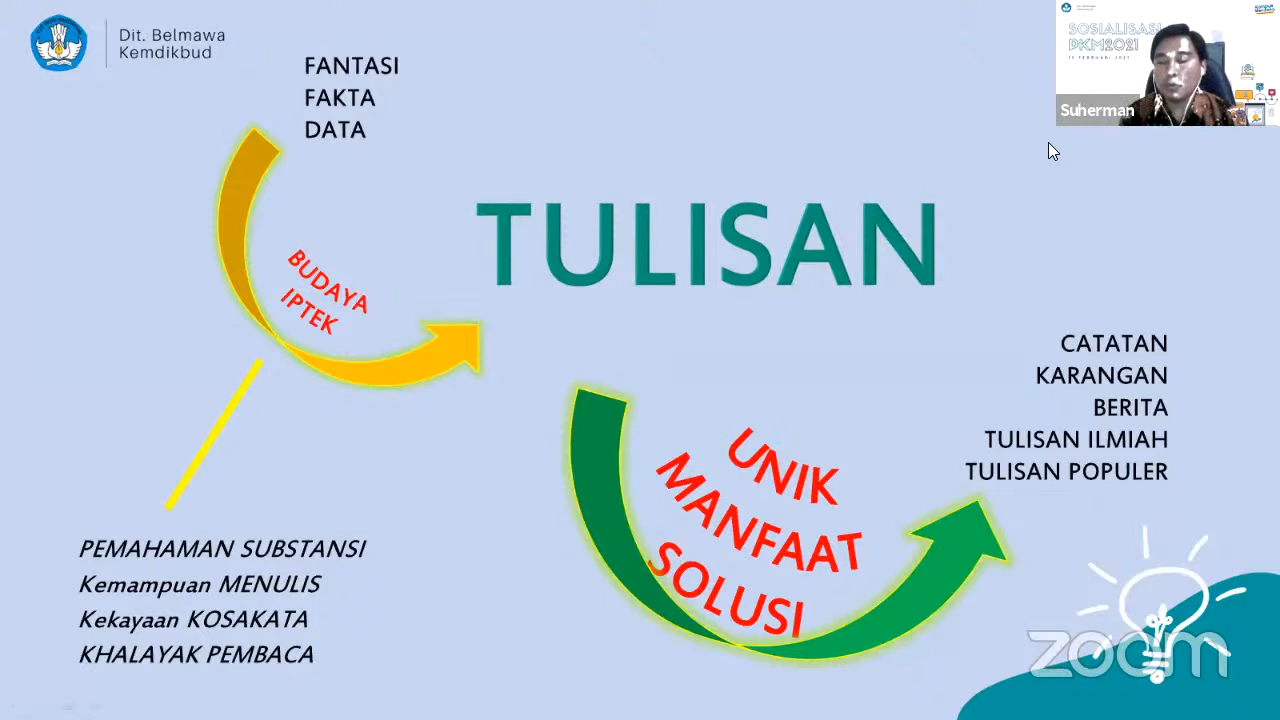 Dit. Belmawa
Kemdikbud
FANTASI
FAKTA
DATA
SOSIALISASI
PKM2021
Suherman
TULISAN
BUDAYA
IPTEK
CATATAN
KARANGAN
BERITA
TULISAN ILMIAH
TULISAN POPULER
UNIK
MANFAAT
SOLUSI
PEMAHAMAN SUBSTANSI
Kemampuan MENULIS
Kekayaan KOSAKATA
KHALAYAK PEMBACA
zoom